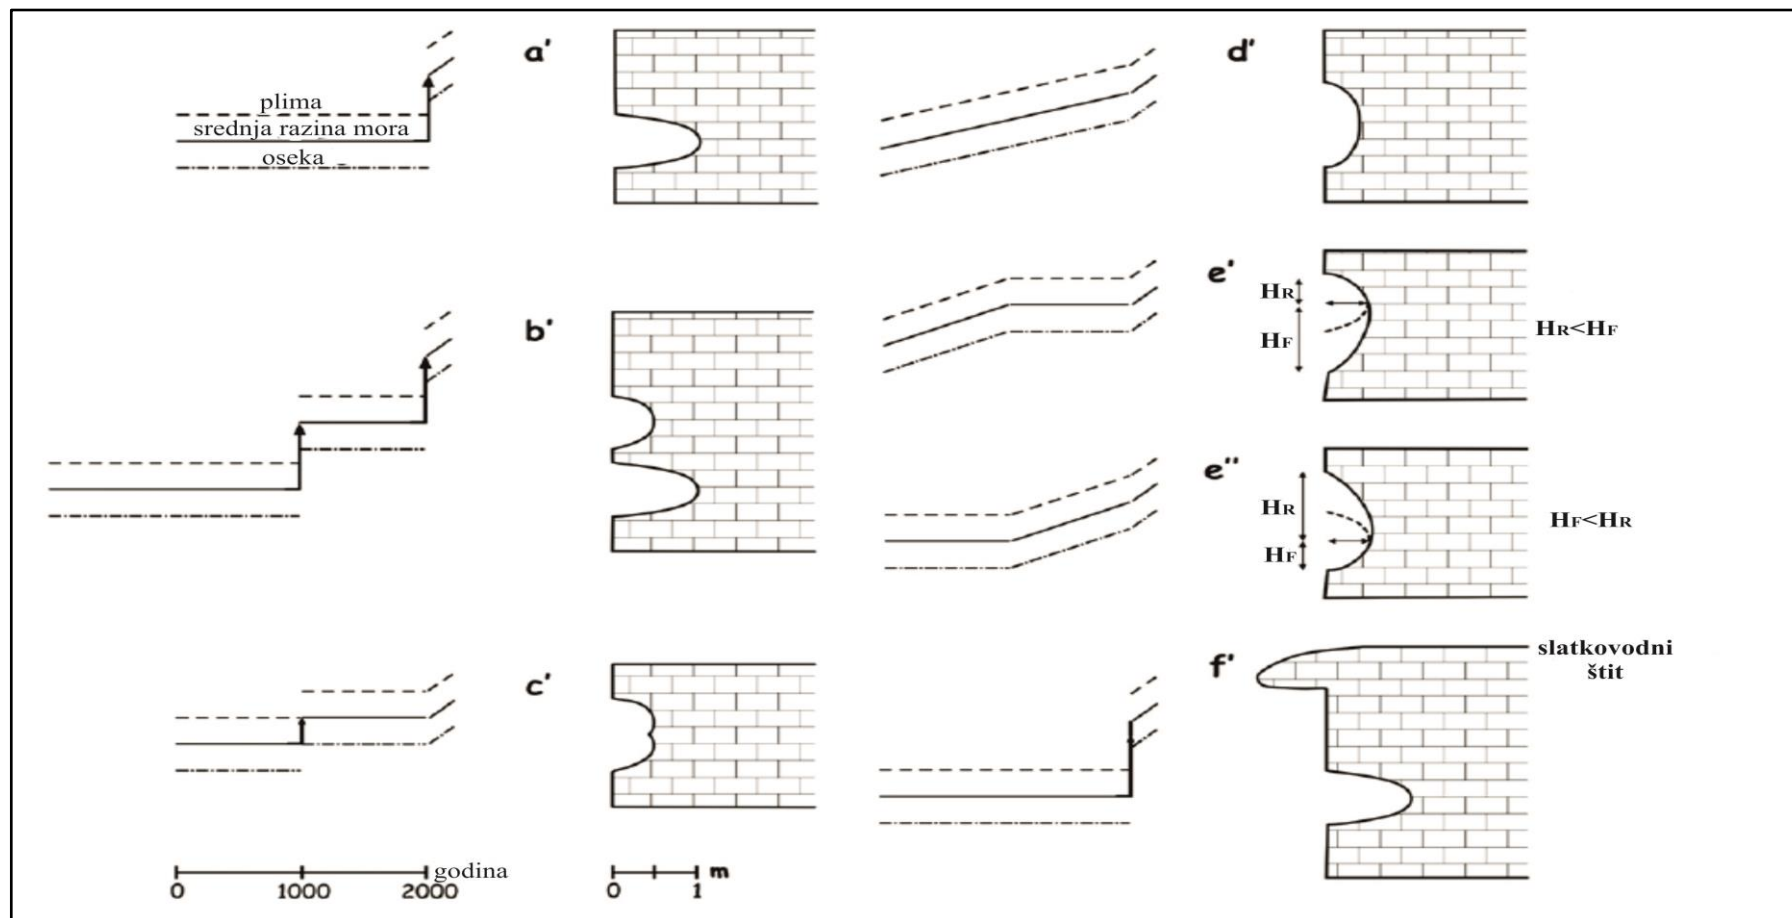 a'
plima
srednja razina mora
oseka
b'
c'
godina
0 1000 2000
m
0 1
d'
e'
HR
HF
HR<HF
e"
HR
HF
HF<HR
f'
slatkovodni
štit